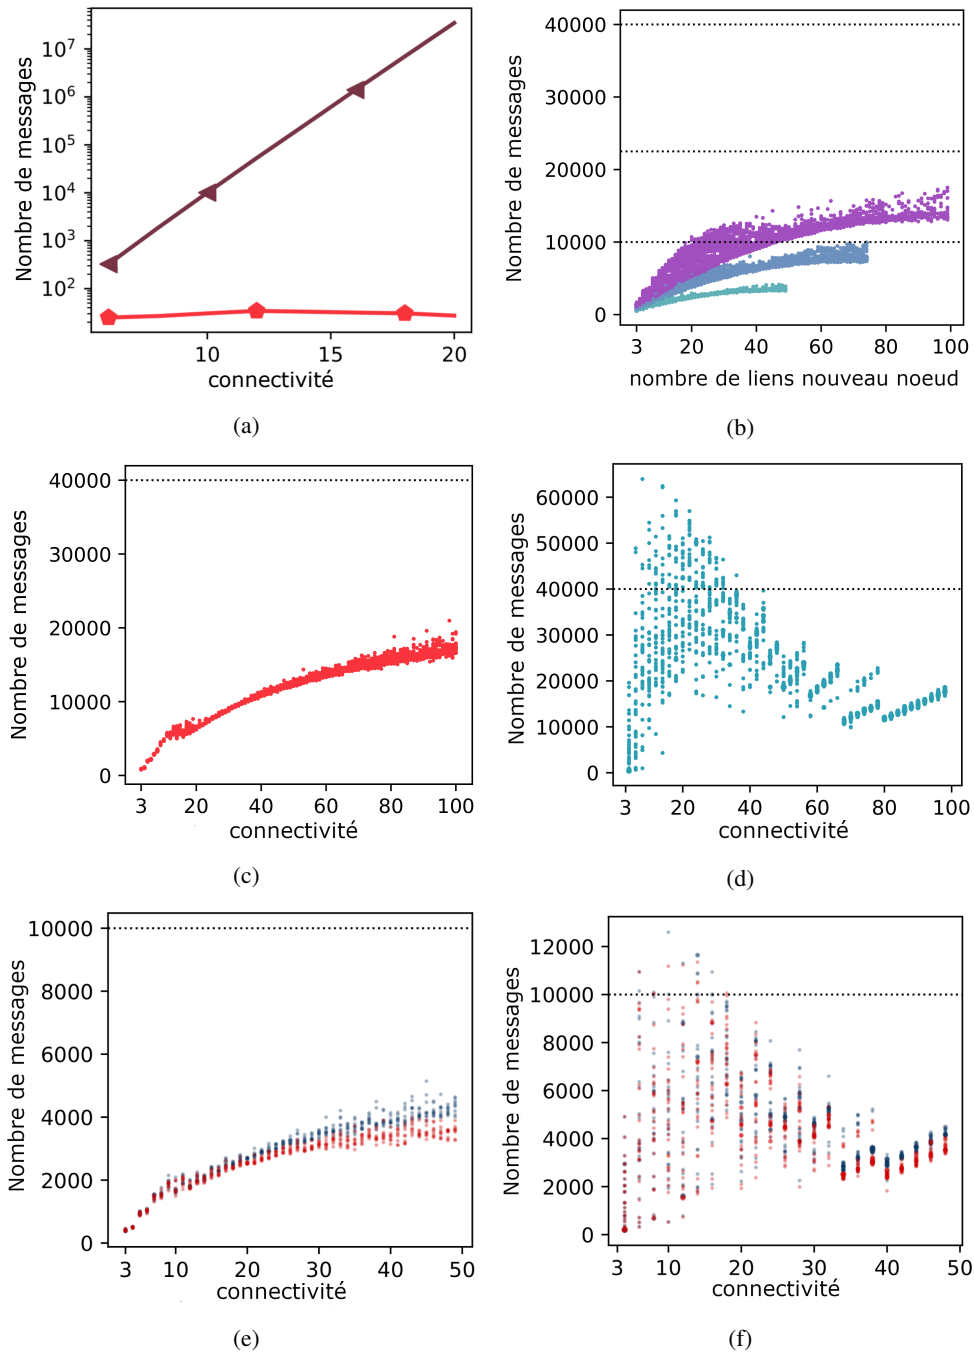 Nombre de messages
10^7
10^6
10^5
10^4
10^3
10^2
10 15 20
connectivité
(a)
Nombre de messages
40000
30000
20000
10000
0
3 20 40 60 80 100
nombre de liens nouveau noeud
(b)
Nombre de messages
40000
30000
20000
10000
0
3 20 40 60 80 100
connectivité
(c)
Nombre de messages
60000
50000
40000
30000
20000
10000
0
3 20 40 60 80 100
connectivité
(d)
Nombre de messages
10000
8000
6000
4000
2000
0
3 10 20 30 40 50
connectivité
(e)
Nombre de messages
12000
10000
8000
6000
4000
2000
0
3 10 20 30 40 50
connectivité
(f)